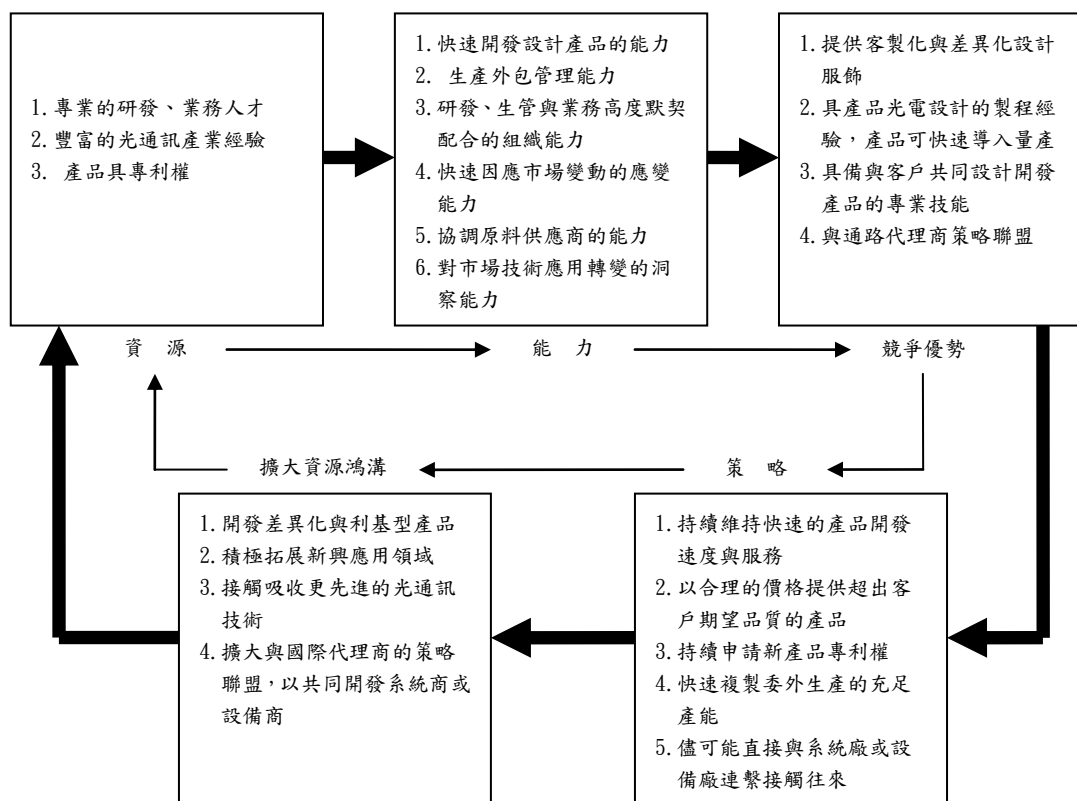 1. 專業的研發、業務人才
2. 豐富的光通訊產業經驗
3. 產品具專利權
1. 快速開發設計產品的能力
2. 生產外包管理能力
3. 研發、生管與業務高度默契
配合的組織能力
4. 快速因應市場變動的應變
能力
5. 協調原料供應商的能力
6. 對市場技術應用轉變的洞
察能力
1. 提供客製化與差異化設計
服飾
2. 具產品光電設計的製程經
驗，產品可快速導入量產
3. 具備與客戶共同設計開發
產品的專業技能
4. 與通路代理商策略聯盟
資 源
能 力
競爭優勢
擴大資源鴻溝
策 略
1. 開發差異化與利基型產品
2. 積極拓展新興應用領域
3. 接觸吸收更先進的光通訊
技術
4. 擴大與國際代理商的策略
聯盟，以共同開發系統商或
設備商
1. 持續維持快速的產品開發
速度與服務
2. 以合理的價格提供超出客
戶期望品質的產品
3. 持續申請新產品專利權
4. 快速複製委外生產的充足
產能
5. 儘可能直接與系統廠或設
備廠連繫接觸往來